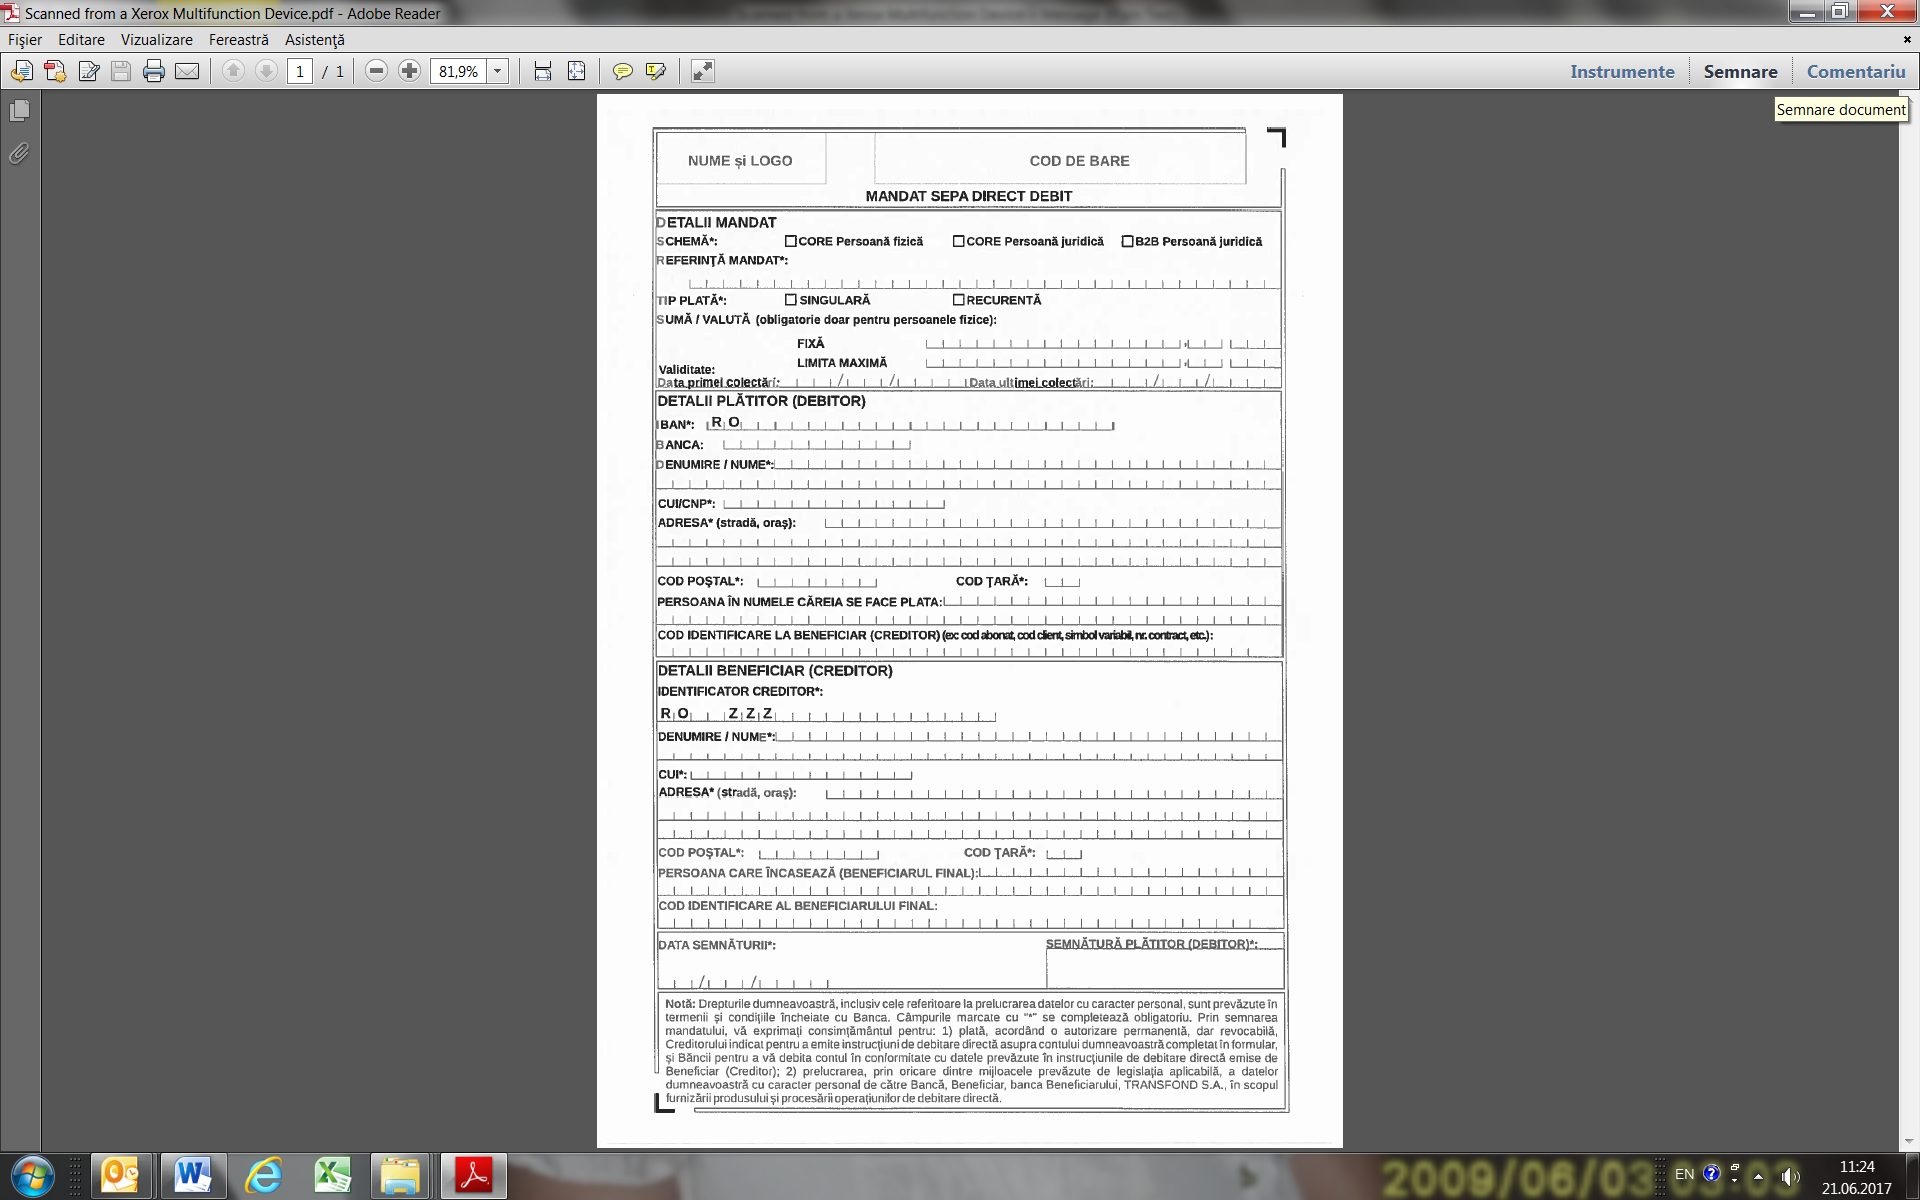 Scanned from a Xerox Multifunction Device.pdf - Adobe Reader
Fişier Editare Vizualizare Fereastră Asistenţă
1 / 1 81,9% Instrumente Semnare Comentariu
Semnare document
NUME și LOGO COD DE BARE
MANDAT SEPA DIRECT DEBIT
DETALII MANDAT
SCHEMĂ*: CORE Persoană fizică CORE Persoană juridică B2B Persoană juridică
REFERINŢĂ MANDAT*:
TIP PLATĂ*: SINGULARĂ RECURENTĂ
SUMĂ / VALUTĂ (obligatorie doar pentru persoanele fizice):
FIXĂ
LIMITA MAXIMĂ
Validitate:
Data primei colectări: / / Data ultimei colectări: / /
DETALII PLĂTITOR (DEBITOR)
IBAN*: R O
BANCA:
DENUMIRE / NUME*:
CUI/CNP*:
ADRESA* (stradă, oraş):
COD POŞTAL*: COD ŢARĂ*:
PERSOANA ÎN NUMELE CĂREIA SE FACE PLATA:
COD IDENTIFICARE LA BENEFICIAR (CREDITOR) (ex: cod abonat, cod client, simbol variabil, nr. contract, etc.):
DETALII BENEFICIAR (CREDITOR)
IDENTIFICATOR CREDITOR*:
R O Z Z Z
DENUMIRE / NUME*:
CUI*:
ADRESA* (stradă, oraş):
COD POŞTAL*: COD ŢARĂ*:
PERSOANA CARE ÎNCASEAZĂ (BENEFICIARUL FINAL):
COD IDENTIFICARE AL BENEFICIARULUI FINAL:
DATA SEMNĂTURII*: SEMNĂTURĂ PLĂTITOR (DEBITOR)*:
/ /
Notă: Drepturile dumneavoastră, inclusiv cele referitoare la prelucrarea datelor cu caracter personal, sunt prevăzute în
termenii și condițiile încheiate cu Banca. Câmpurile marcate cu "*" se completează obligatoriu. Prin semnarea
mandatului, vă exprimați consimțământul pentru: 1) plată, acordând o autorizare permanentă, dar revocabilă,
Creditorului indicat pentru a emite instrucțiuni de debitare directă asupra contului dumneavoastră completat în formular,
și Băncii pentru a vă debita contul în conformitate cu datele prevăzute în instrucțiunile de debitare directă emise de
Beneficiar (Creditor); 2) prelucrarea, prin oricare dintre mijloacele prevăzute de legislația aplicabilă, a datelor
dumneavoastră cu caracter personal de către Bancă, Beneficiar, banca Beneficiarului, TRANSFOND S.A., în scopul
furnizării produsului și procesării operațiunilor de debitare directă.
2009/06/03
EN 11:24
21.06.2017